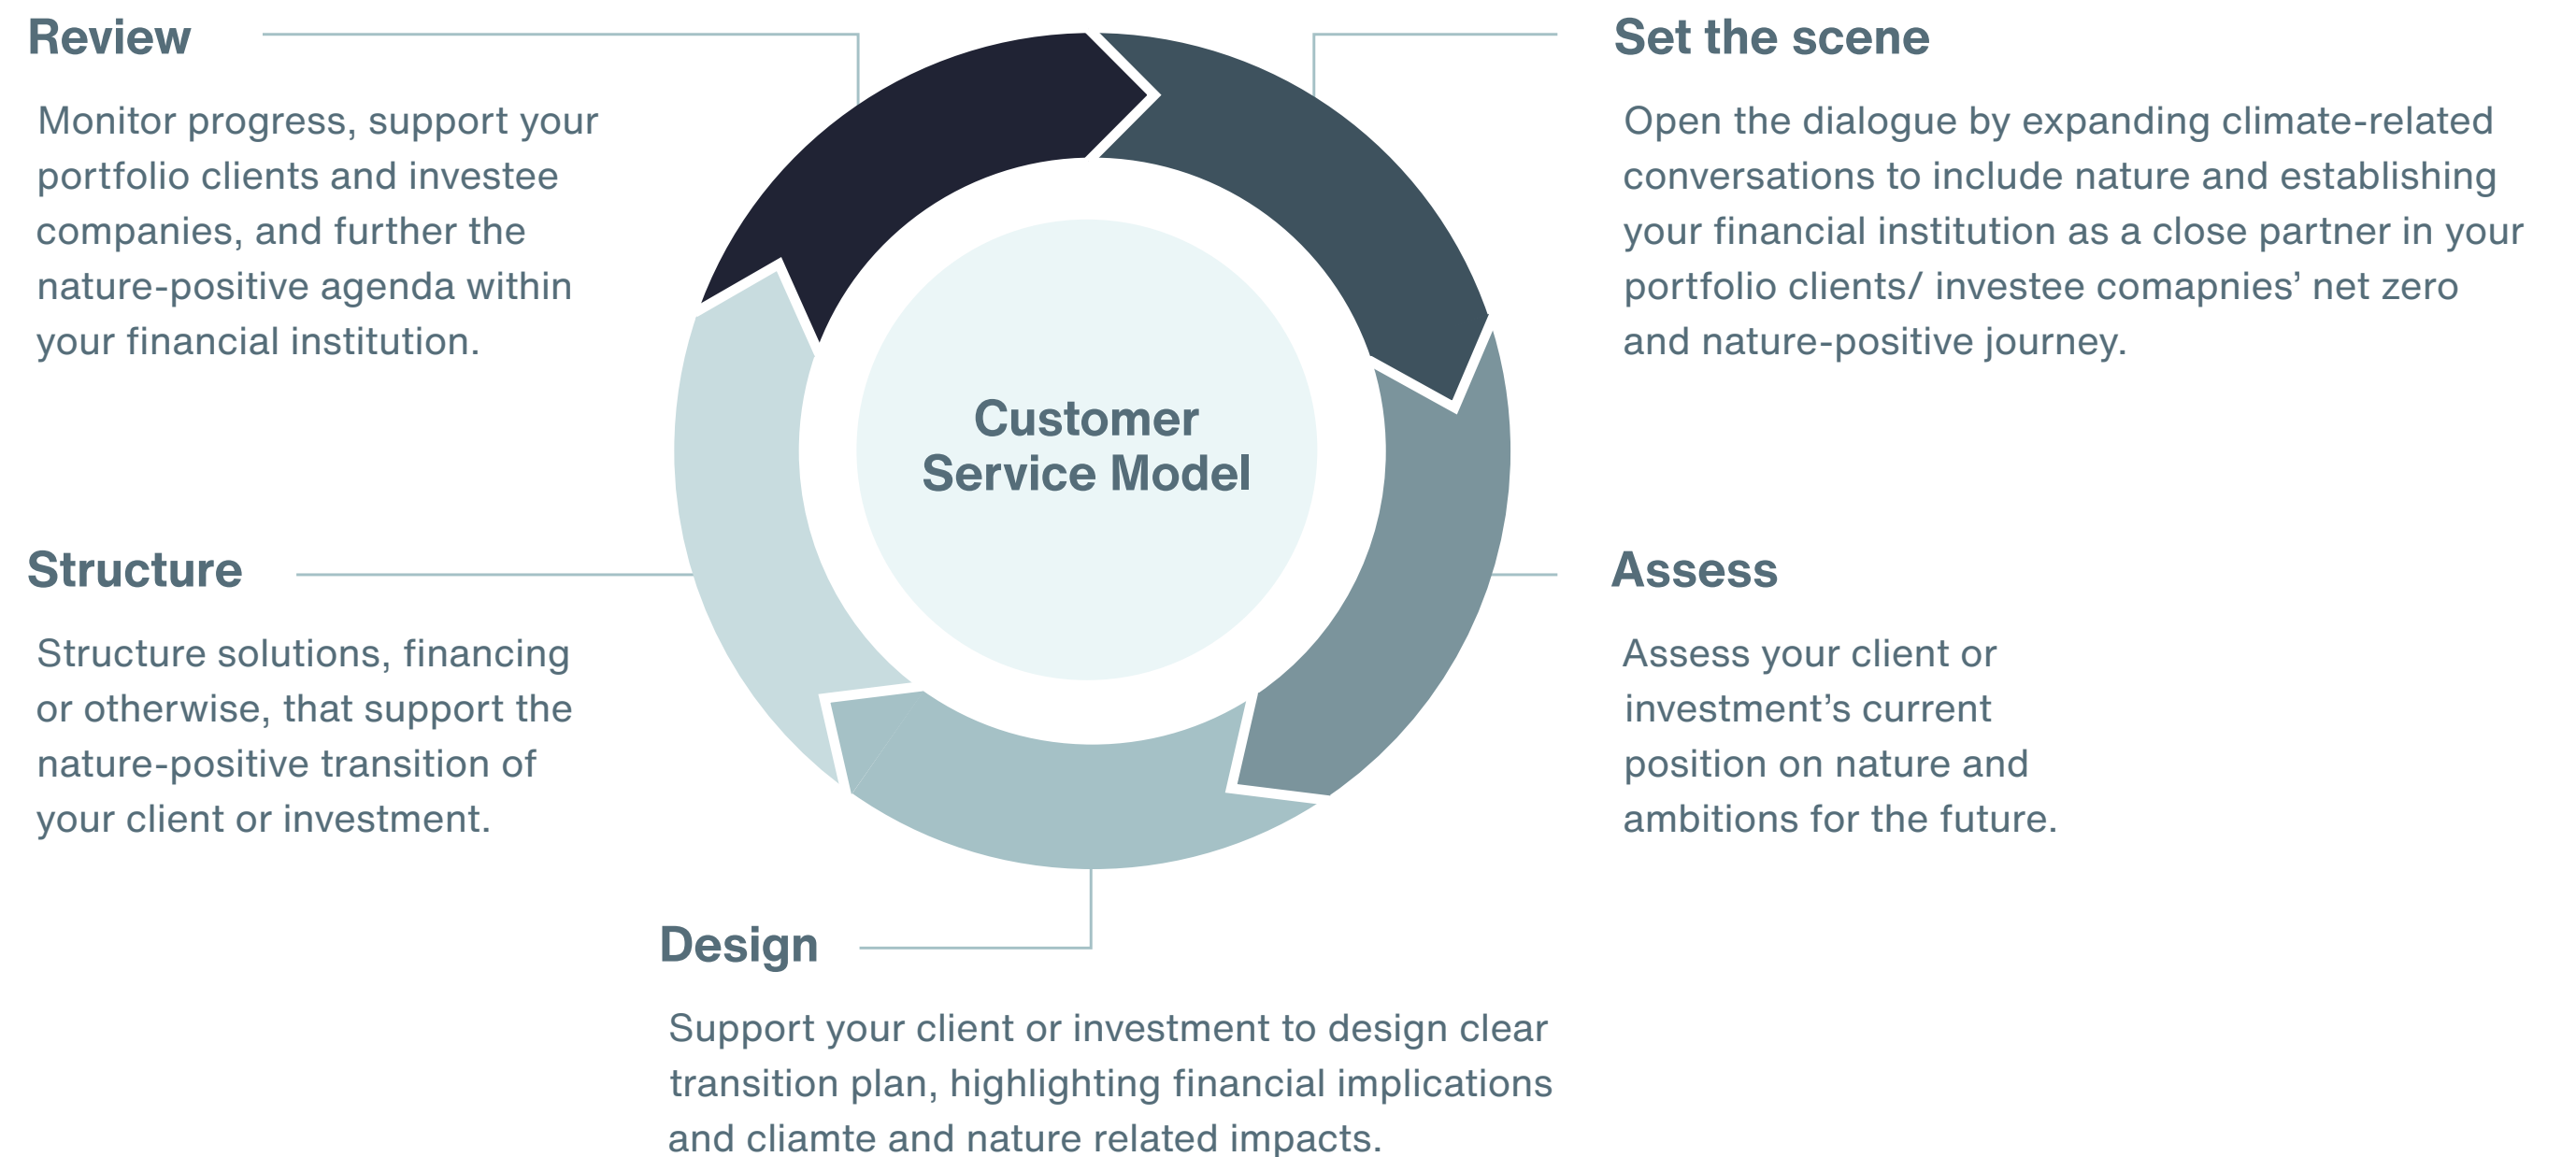 Review
Monitor progress, support your
portfolio clients and investee
companies, and further the
nature-positive agenda within
your financial institution.
Set the scene
Open the dialogue by expanding climate-related
conversations to include nature and establishing
your financial institution as a close partner in your
portfolio clients/ investee comapnies’ net zero
and nature-positive journey.
Customer
Service Model
Structure
Structure solutions, financing
or otherwise, that support the
nature-positive transition of
your client or investment.
Assess
Assess your client or
investment’s current
position on nature and
ambitions for the future.
Design
Support your client or investment to design clear
transition plan, highlighting financial implications
and cliamte and nature related impacts.